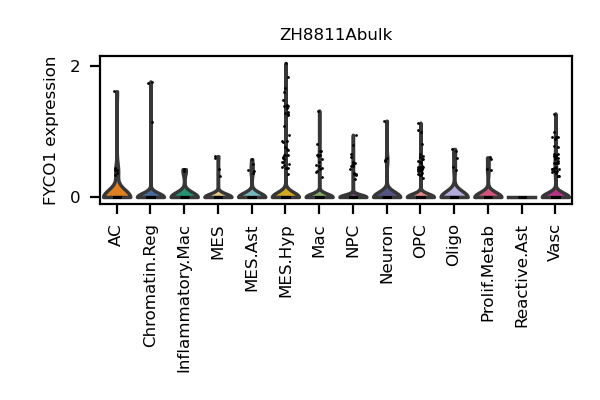 ZH8811Abulk
FYCO1 expression
2
0
AC
Chromatin.Reg
Inflammatory.Mac
MES
MES.Ast
MES.Hyp
Mac
NPC
Neuron
OPC
Oligo
Prolif.Metab
Reactive.Ast
Vasc